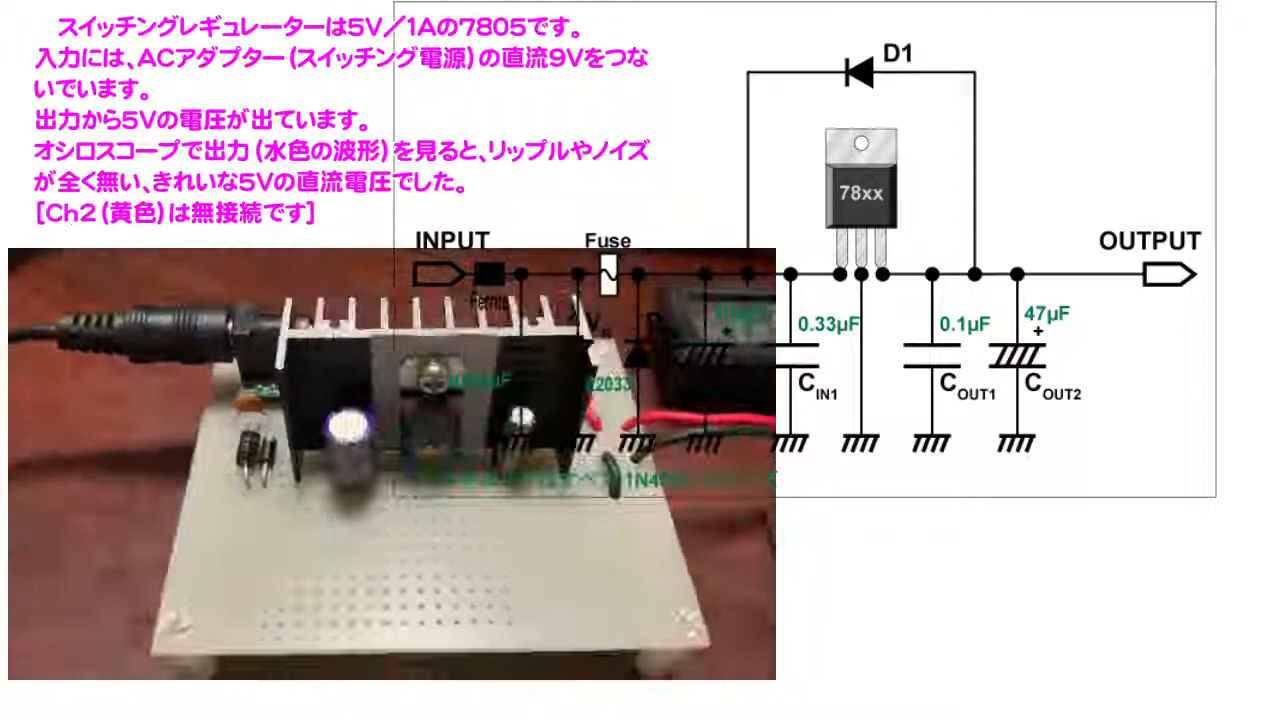 スイッチングレギュレーターは5V／1Aの7805です。
入力には、ACアダプター（スイッチング電源）の直流9Vをつな
いでいます。
出力から5Vの電圧が出ています。
オシロスコープで出力（水色の波形）を見ると、リップルやノイズ
が全く無い、きれいな5Vの直流電圧でした。
［Ch2（黄色）は無接続です］
D1
78xx
INPUT
Fuse
OUTPUT
0.33µF
0.1µF
47µF
+
CIN1
COUT1
COUT2